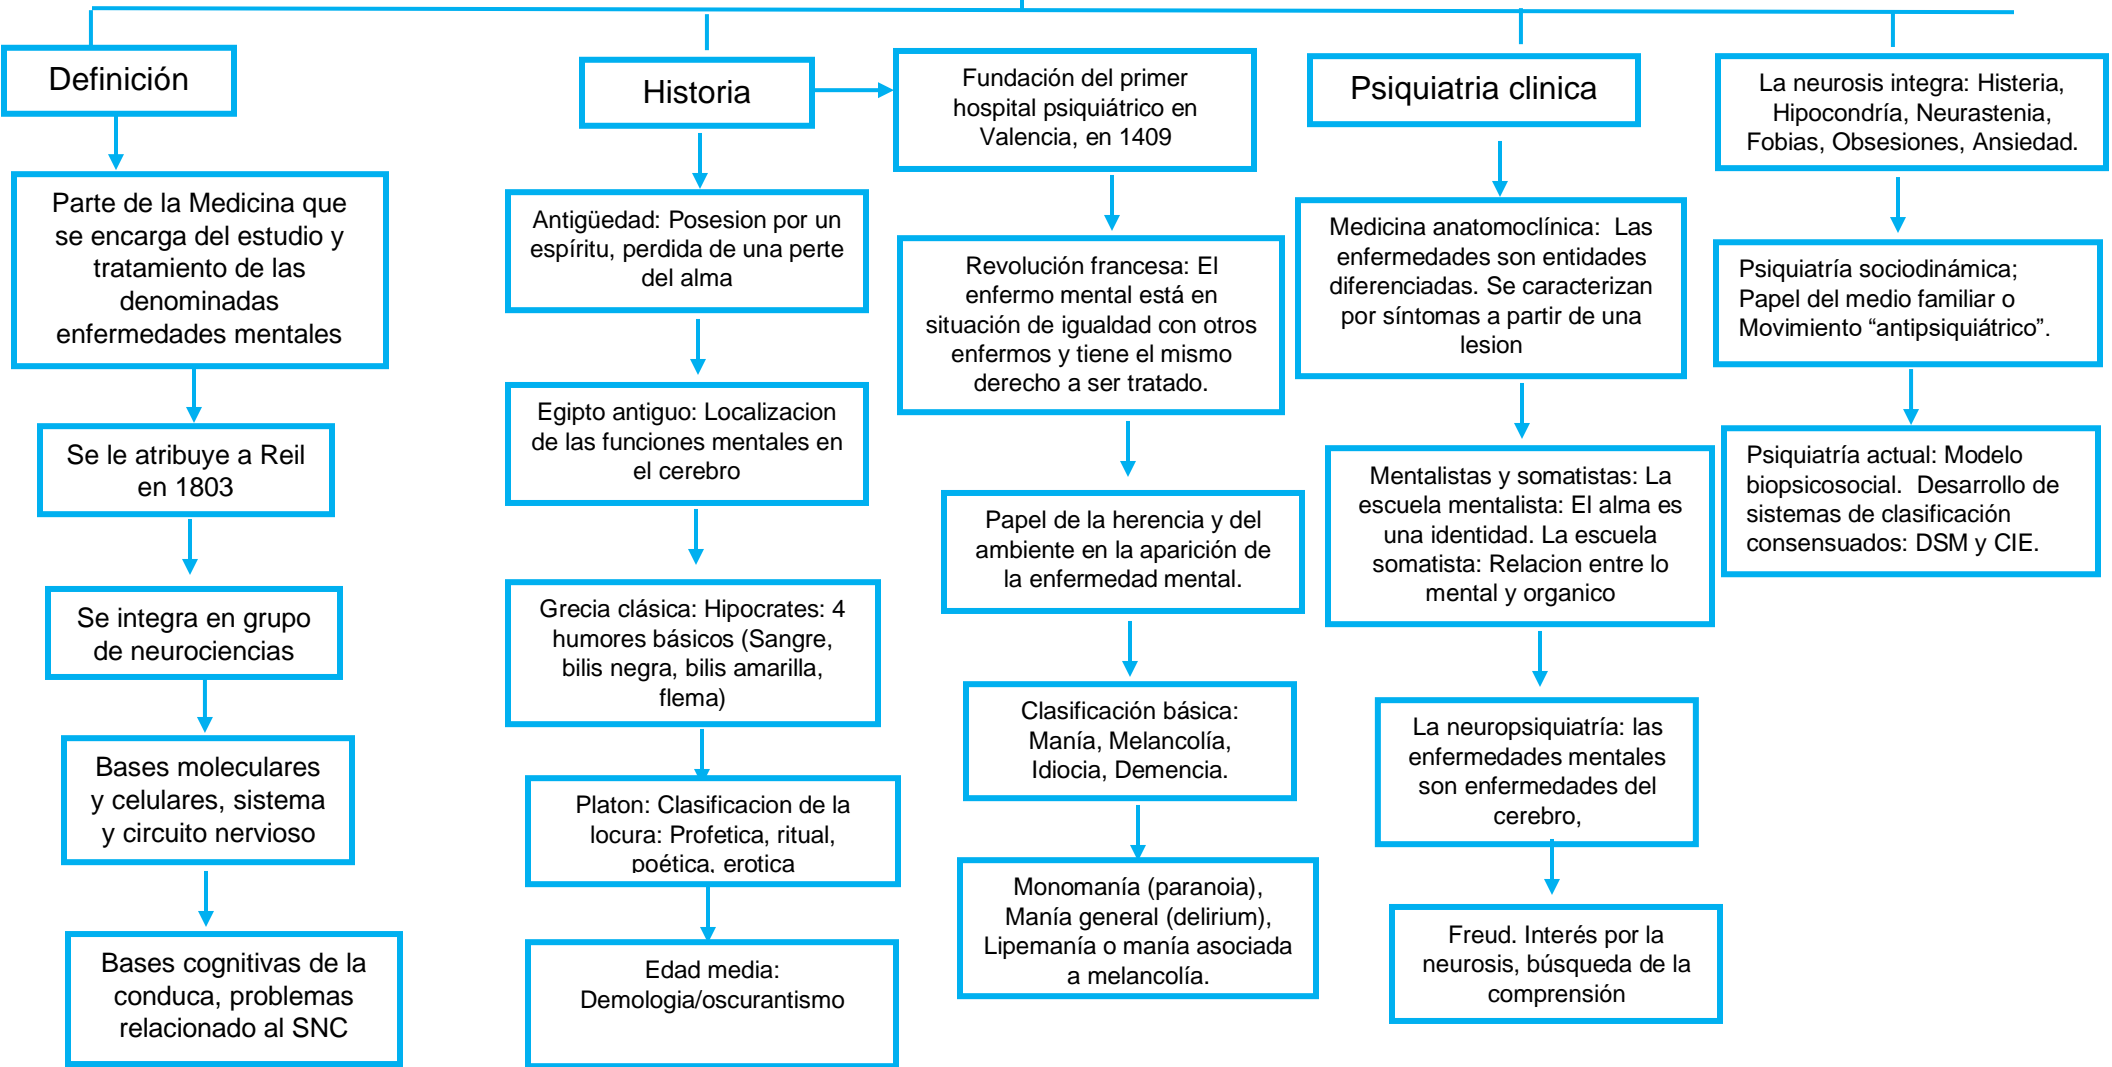 Definición
Parte de la Medicina que
se encarga del estudio y
tratamiento de las
denominadas
enfermedades mentales
Se le atribuye a Reil
en 1803
Se integra en grupo
de neurociencias
Bases moleculares
y celulares, sistema
y circuito nervioso
Bases cognitivas de la
conduca, problemas
relacionado al SNC
Historia
Antigüedad: Posesion por un
espíritu, perdida de una perte
del alma
Egipto antiguo: Localizacion
de las funciones mentales en
el cerebro
Grecia clásica: Hipocrates: 4
humores básicos (Sangre,
bilis negra, bilis amarilla,
flema)
Platon: Clasificacion de la
locura: Profetica, ritual,
poética, erotica
Edad media:
Demologia/oscurantismo
Fundación del primer
hospital psiquiátrico en
Valencia, en 1409
Revolución francesa: El
enfermo mental está en
situación de igualdad con otros
enfermos y tiene el mismo
derecho a ser tratado.
Papel de la herencia y del
ambiente en la aparición de
la enfermedad mental.
Clasificación básica:
Manía, Melancolía,
Idiocia, Demencia.
Monomanía (paranoia),
Manía general (delirium),
Lipemanía o manía asociada
a melancolía.
Psiquiatria clinica
Medicina anatomoclínica:  Las
enfermedades son entidades
diferenciadas. Se caracterizan
por síntomas a partir de una
lesion
Mentalistas y somatistas: La
escuela mentalista: El alma es
una identidad. La escuela
somatista: Relacion entre lo
mental y organico
La neuropsiquiatría: las
enfermedades mentales
son enfermedades del
cerebro,
Freud. Interés por la
neurosis, búsqueda de la
comprensión
La neurosis integra: Histeria,
Hipocondría, Neurastenia,
Fobias, Obsesiones, Ansiedad.
Psiquiatría sociodinámica;
Papel del medio familiar o
Movimiento “antipsiquiátrico”.
Psiquiatría actual: Modelo
biopsicosocial.  Desarrollo de
sistemas de clasificación
consensuados: DSM y CIE.